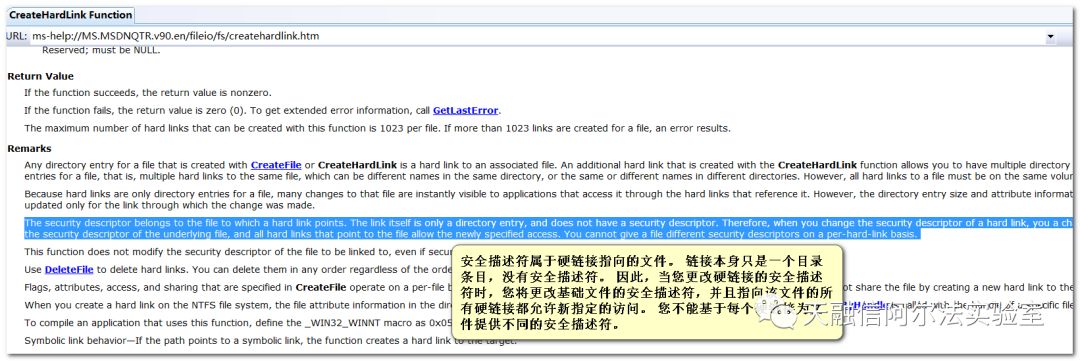 CreateHardLink Function
URL: ms-help://MS.MSDNQTR.v90.en/fileio/fs/createhardlink.htm
Reserved; must be NULL.
Return Value
If the function succeeds, the return value is nonzero.
If the function fails, the return value is zero (0). To get extended error information, call GetLastError.
The maximum number of hard links that can be created with this function is 1023 per file. If more than 1023 links are created for a file, an error results.
Remarks
Any directory entry for a file that is created with CreateFile or CreateHardLink is a hard link to an associated file. An additional hard link that is created with the CreateHardLink function allows you to have multiple directory
entries for a file, that is, multiple hard links to the same file, which can be different names in the same directory, or the same or different names in different directories. However, all hard links to a file must be on the same
Because hard links are only directory entries for a file, many changes to that file are instantly visible to applications that access it through the hard links that reference it. However, the directory entry size and attribute
updated only for the link through which the change was made.
The security descriptor belongs to the file to which a hard link points. The link itself is only a directory entry, and does not have a security descriptor. Therefore, when you change the security descriptor of a hard link, you a
the security descriptor of the underlying file, and all hard links that point to the file allow the newly specified access. You cannot give a file different security descriptors on a per-hard-link basis.
This function does not modify the security descriptor of the file to be linked to, even if
Use DeleteFile to delete hard links. You can delete them in any order regardless of the
Flags, attributes, access, and sharing that are specified in CreateFile operate on a per-file not share the file by creating a new hard link to the
When you create a hard link on the NTFS file system, the file attribute information in the
To compile an application that uses this function, define the _WIN32_WINNT macro as
Symbolic link behavior—If the path points to a symbolic link, the function creates a hard link to the target.
安全描述符属于硬链接指向的文件。 链接本身只是一个目录
条目，没有安全描述符。 因此，当您更改硬链接的安全描述
符时，您将更改基础文件的安全描述符，并且指向该文件的所
有硬链接都允许新指定的访问。 您不能基于每个
件提供不同的安全描述符。
天融信阿尔法实验室